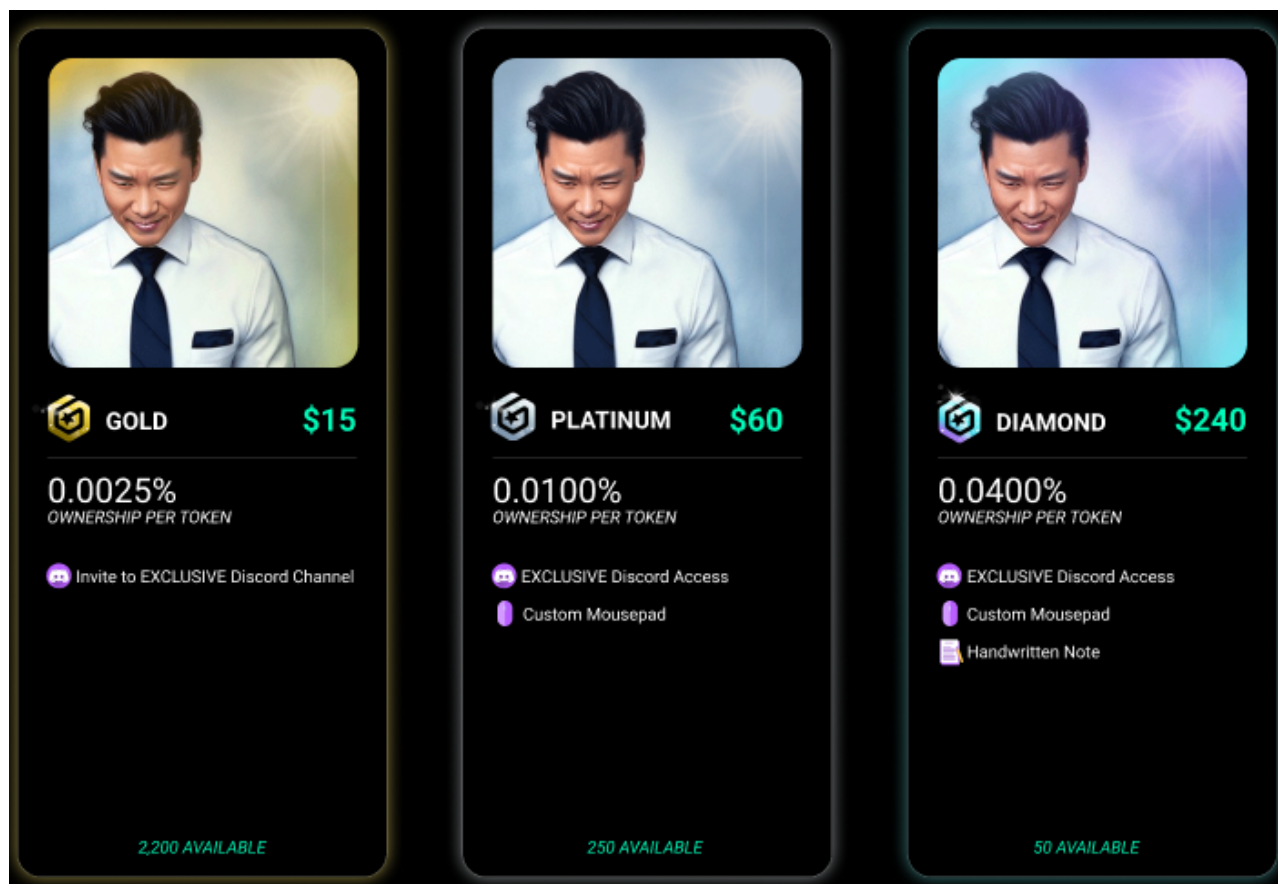 GOLD
$15
0.0025%
OWNERSHIP PER TOKEN
Invite to EXCLUSIVE Discord Channel
2,200 AVAILABLE
PLATINUM
$60
0.0100%
OWNERSHIP PER TOKEN
EXCLUSIVE Discord Access
Custom Mousepad
250 AVAILABLE
DIAMOND
$240
0.0400%
OWNERSHIP PER TOKEN
EXCLUSIVE Discord Access
Custom Mousepad
Handwritten Note
50 AVAILABLE